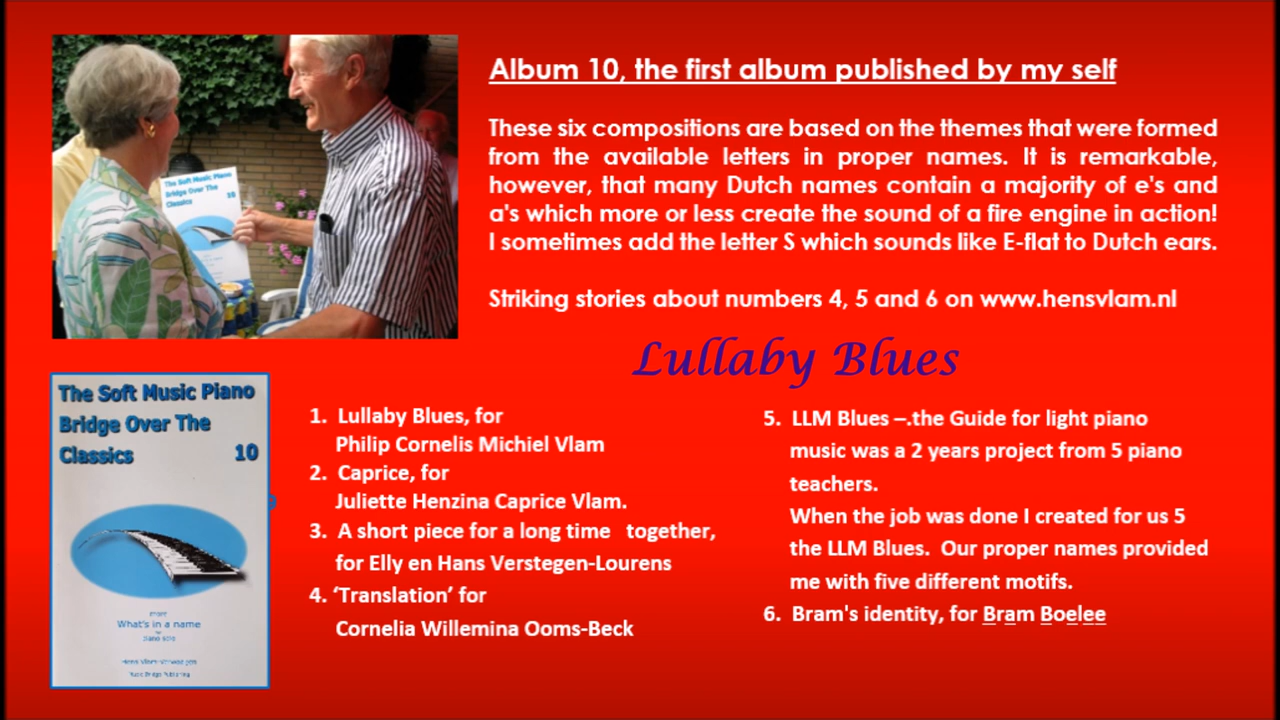 Album 10, the first album published by my self
These six compositions are based on the themes that were formed
from the available letters in proper names. It is remarkable,
however, that many Dutch names contain a majority of e's and
a's which more or less create the sound of a fire engine in action!
I sometimes add the letter S which sounds like E-flat to Dutch ears.
Striking stories about numbers 4, 5 and 6 on www.hensvlam.nl
The Soft Music Piano
Bridge Over The
Classics 10
Lullaby Blues
The Soft Music Piano
Bridge Over The
Classics 10
What's in a name
piano solo
Music Bridge Publishing
1. Lullaby Blues, for
Philip Cornelis Michiel Vlam
2. Caprice, for
Juliette Henzina Caprice Vlam.
3. A short piece for a long time together,
for Elly en Hans Verstegen-Lourens
4. ‘Translation’ for
Cornelia Willemina Ooms-Beck
5. LLM Blues –.the Guide for light piano
music was a 2 years project from 5 piano
teachers.
When the job was done I created for us 5
the LLM Blues. Our proper names provided
me with five different motifs.
6. Bram's identity, for Bram Boelee